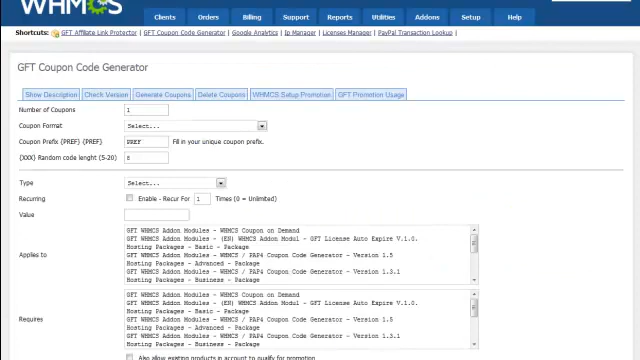 WHMCS
Clients Orders Billing Support Reports Utilities Addons Setup Help
Shortcuts: GFT Affiliate Link Protector | GFT Coupon Code Generator | Google Analytics | Ip Manager | Licenses Manager | PayPal Transaction Lookup |
GFT Coupon Code Generator
Show Description Check Version Generate Coupons Delete Coupons WHMCS:Setup Promotion GFT Promotion Usage
Number of Coupons 1
Coupon Format Select...
Coupon Prefix {PREF} {PREF} PREF Fill in your unique coupon prefix.
{XXX} Random code lenght (5-20) 8
Type Select...
Recurring Enable - Recur For 1 Times (0 = Unlimited)
Value
Applies to
GFT WHMCS Addon Modules - WHMCS Coupon on Demand
GFT WHMCS Addon Modules - (EN) WHMCS Addon Modul - GFT License Auto Expire V.1.0.
Hosting Packages - Basic - Package
GFT WHMCS Addon Modules - WHMCS / PAP4 Coupon Code Generator - Version 1.5
Hosting Packages - Advanced - Package
GFT WHMCS Addon Modules - WHMCS / PAP4 Coupon Code Generator - Version 1.3.1
Hosting Packages - Business - Package
Requires
GFT WHMCS Addon Modules - WHMCS Coupon on Demand
GFT WHMCS Addon Modules - (EN) WHMCS Addon Modul - GFT License Auto Expire V.1.0.
Hosting Packages - Basic - Package
GFT WHMCS Addon Modules - WHMCS / PAP4 Coupon Code Generator - Version 1.5
Hosting Packages - Advanced - Package
GFT WHMCS Addon Modules - WHMCS / PAP4 Coupon Code Generator - Version 1.3.1
Hosting Packages - Business - Package
Also allow existing products in account to qualify for promotion